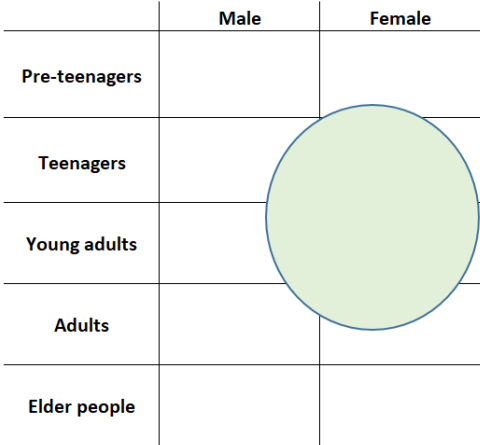 Male Female
Pre-teenagers
Teenagers
Young adults
Adults
Elder people